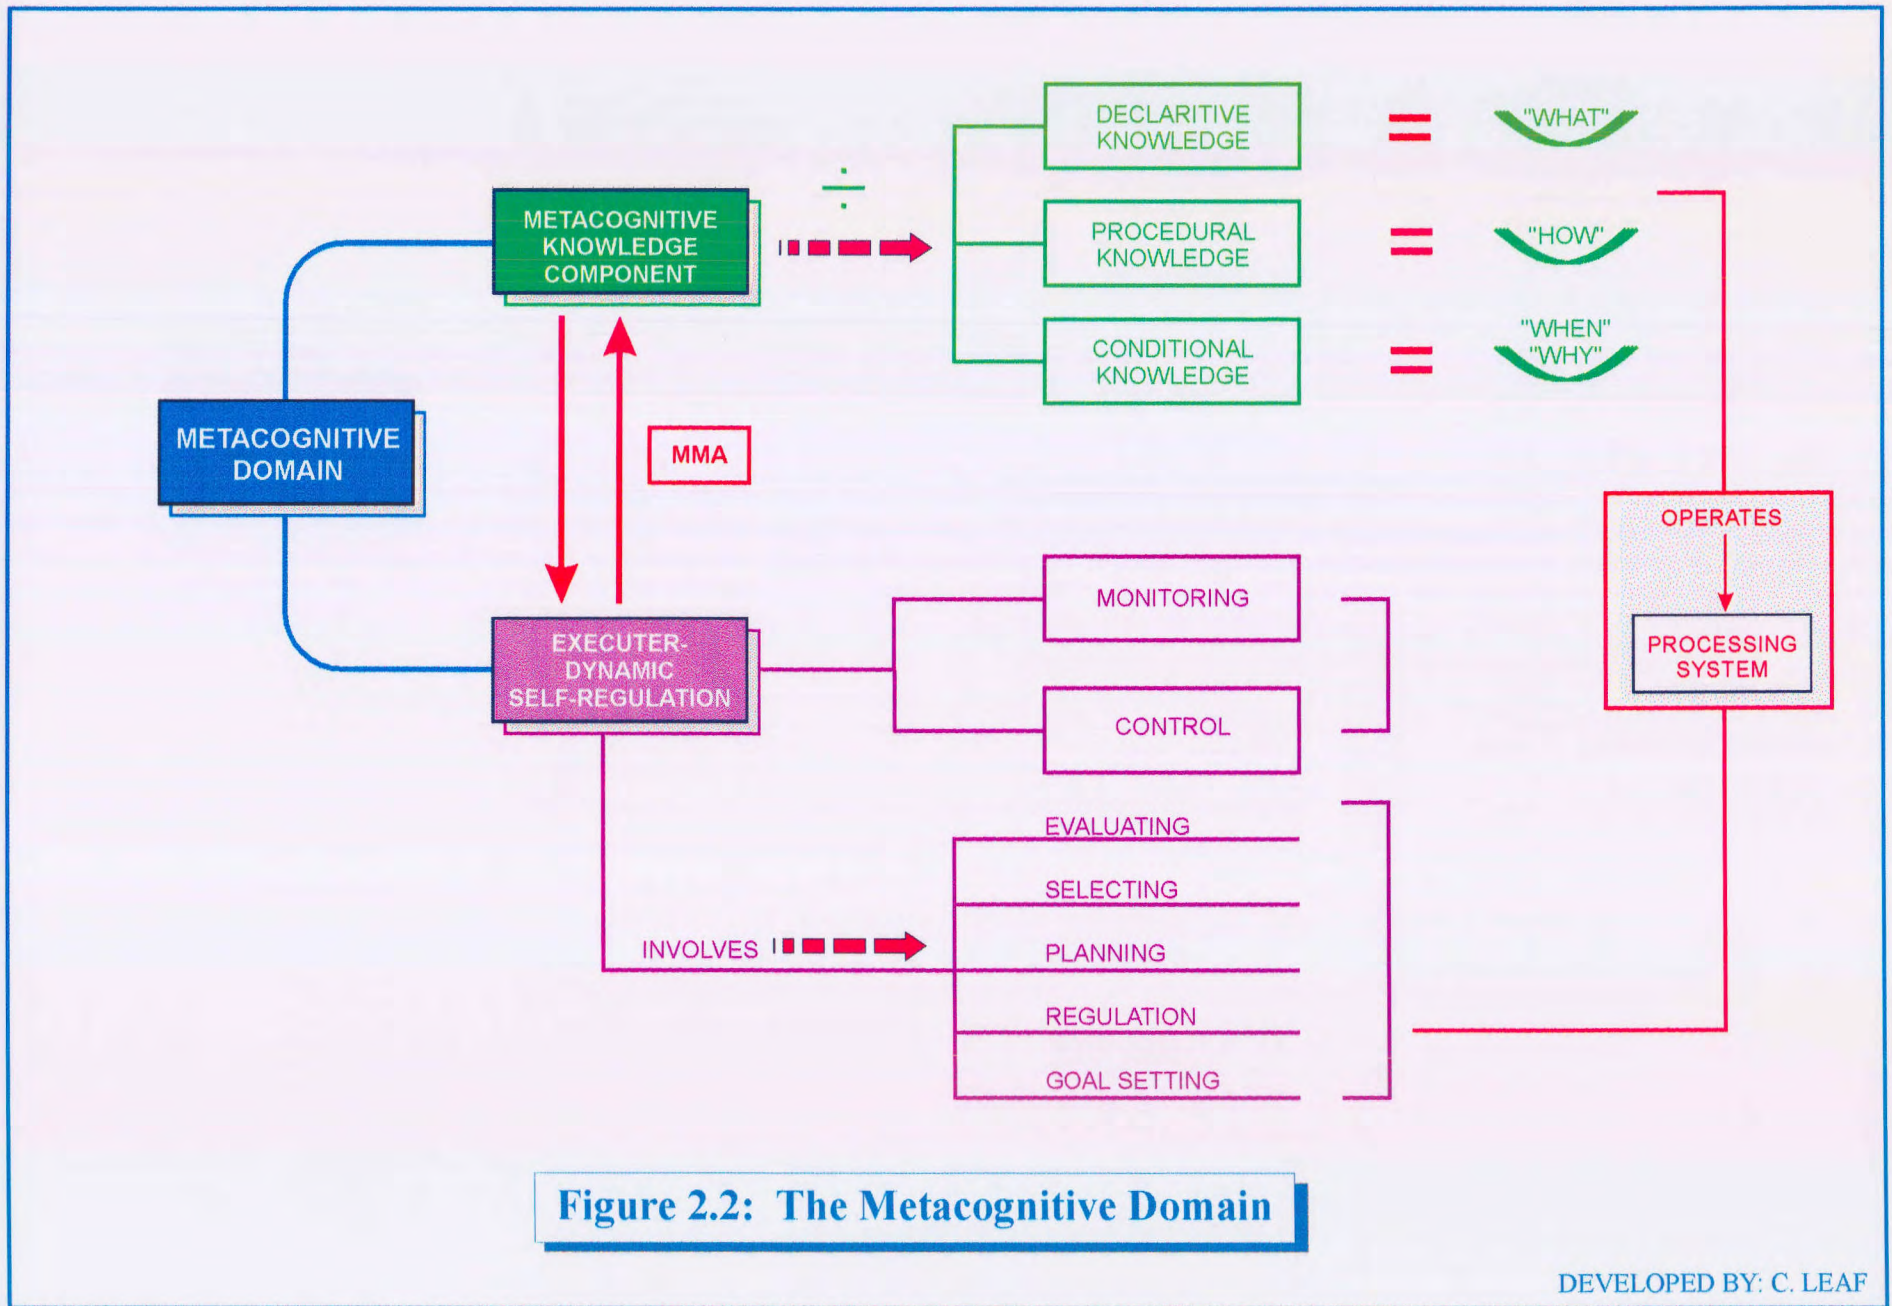 DECLARITIVE
KNOWLEDGE
=
"WHAT"
÷
METACOGNITIVE
KNOWLEDGE
COMPONENT
PROCEDURAL
KNOWLEDGE
=
"HOW"
CONDITIONAL
KNOWLEDGE
=
"WHEN"
"WHY"
METACOGNITIVE
DOMAIN
MMA
OPERATES
PROCESSING
SYSTEM
EXECUTER-
DYNAMIC
SELF-REGULATION
MONITORING
CONTROL
INVOLVES
EVALUATING
SELECTING
PLANNING
REGULATION
GOAL SETTING
Figure 2.2: The Metacognitive Domain
DEVELOPED BY: C. LEAF